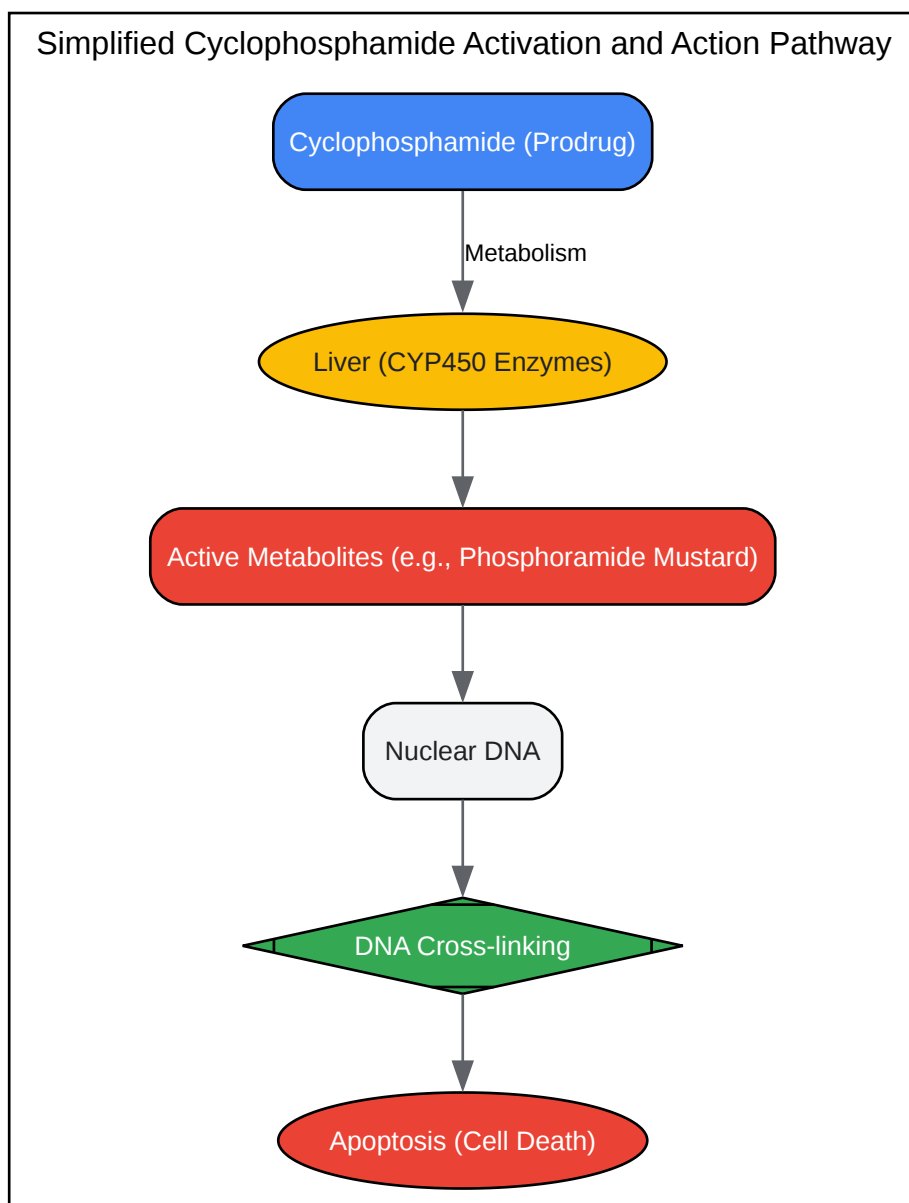 Simplified Cyclophosphamide Activation and Action Pathway
Cyclophosphamide (Prodrug)
Metabolism
Liver (CYP450 Enzymes)
Active Metabolites (e.g., Phosphoramide Mustard)
Nuclear DNA
DNA Cross-linking
Apoptosis (Cell Death)